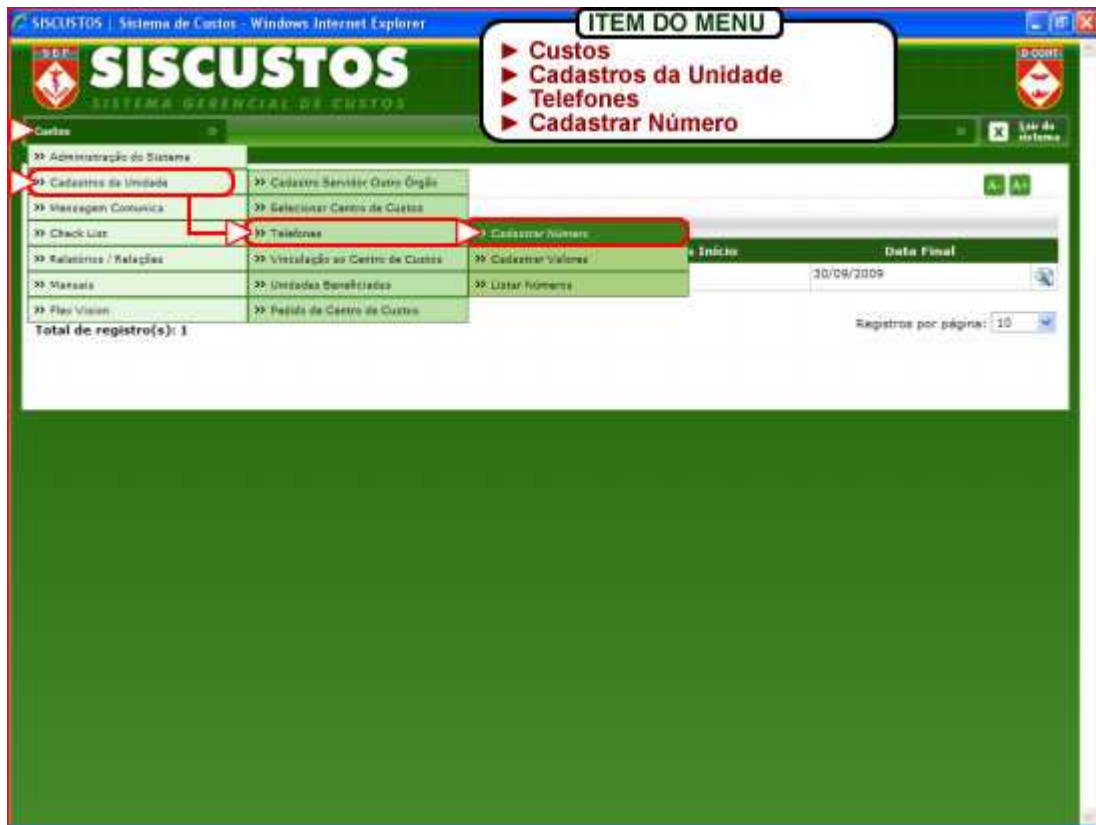 SISCUSTOS | Sistema de Custos - Windows Internet Explorer
ITEM DO MENU
► Custos
► Cadastros da Unidade
► Telefones
► Cadastrar Número
S.E.F.
SISCUSTOS
SISTEMA GERENCIAL DE CUSTOS
D-CONT
Custos
X Sair do sistema
» Administração do Sistema
» Cadastros da Unidade
» Mensagem Comunica
» Check List
» Relatórios / Relações
» Manuais
» Flex Vision
» Cadastro Servidor Outro Órgão
» Selecionar Centro de Custos
» Telefones
» Vinculação ao Centro de Custos
» Unidades Beneficiadas
» Pedido de Centro de Custos
» Cadastrar Número
» Cadastrar Valores
» Listar Números
A- A+
Início
Data Final
30/09/2009
Total de registro(s): 1
Registros por página: 10